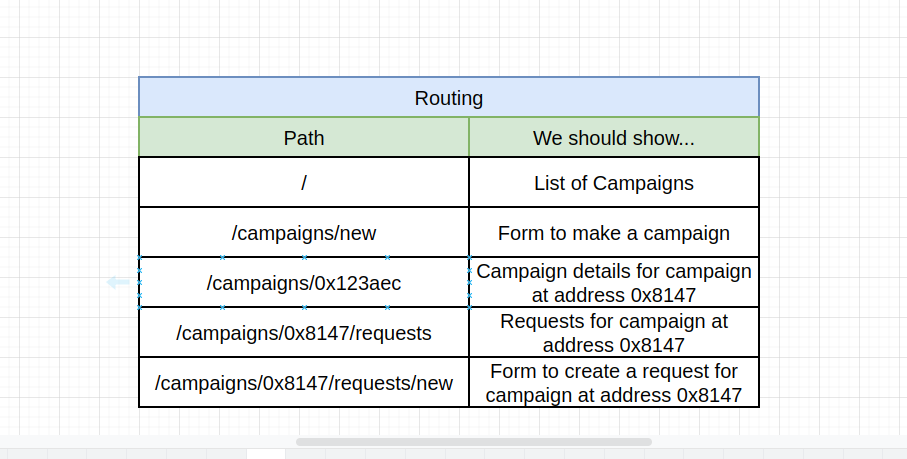 Routing
Path
We should show...
/
List of Campaigns
/campaigns/new
Form to make a campaign
/campaigns/0x123aec
Campaign details for campaign
at address 0x8147
/campaigns/0x8147/requests
Requests for campaign at
address 0x8147
/campaigns/0x8147/requests/new
Form to create a request for
campaign at address 0x8147